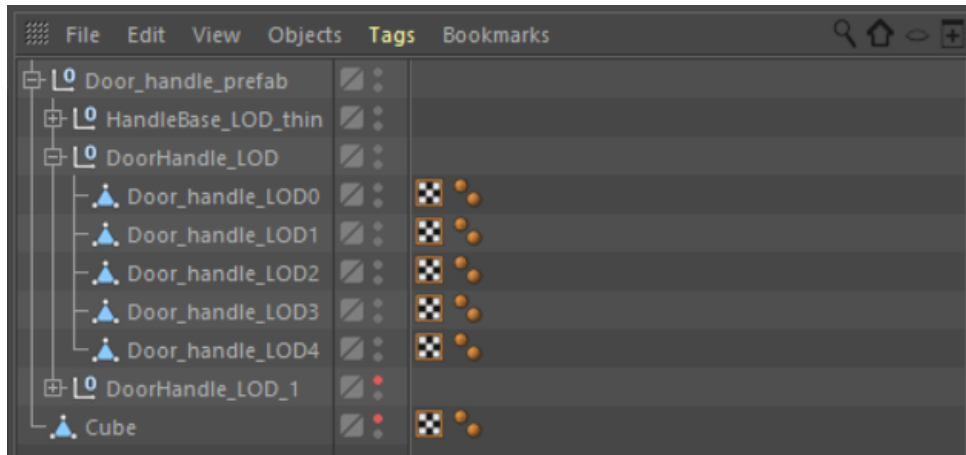 File Edit View Objects Tags Bookmarks
Door_handle_prefab
HandleBase_LOD_thin
DoorHandle_LOD
Door_handle_LOD0
Door_handle_LOD1
Door_handle_LOD2
Door_handle_LOD3
Door_handle_LOD4
DoorHandle_LOD_1
Cube